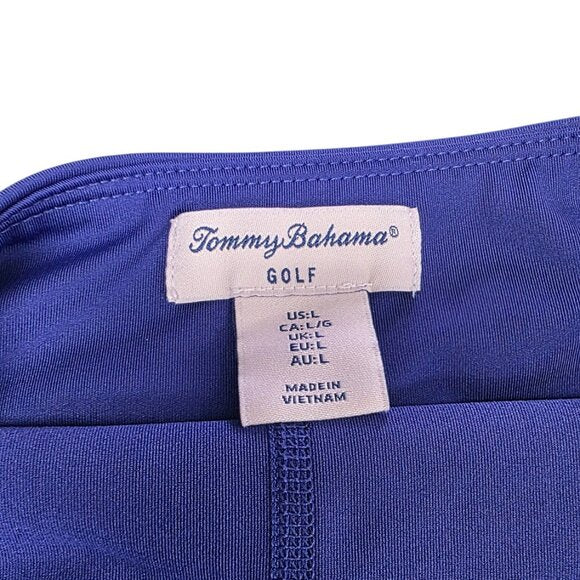 Tommy Bahama®
GOLF
US:L
CA:L/G
UK:L
EU:L
AU:L
MADE IN
VIETNAM